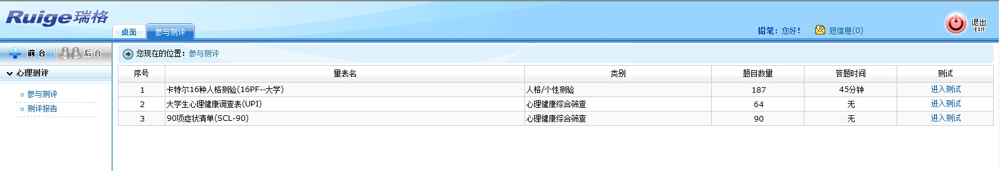 Ruige瑞格
桌面 参与测评
铅笔：您好！ 短信息(0)
退出
EXIT
前台 后台
您现在的位置：参与测评
心理测评
参与测评
测评报告
序号 量表名 类别 题目数量 答题时间 测试
1 卡特尔16种人格测验(16PF--大学) 人格/个性测验 187 45分钟 进入测试
2 大学生心理健康调查表(UPI) 心理健康综合筛查 64 无 进入测试
3 90项症状清单(SCL-90) 心理健康综合筛查 90 无 进入测试